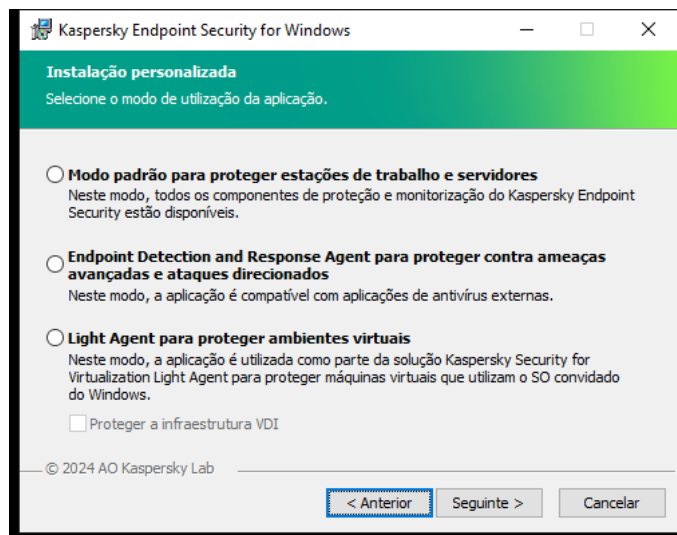 Kaspersky Endpoint Security for Windows
Instalação personalizada
Selecione o modo de utilização da aplicação.
Modo padrão para proteger estações de trabalho e servidores
Neste modo, todos os componentes de proteção e monitorização do Kaspersky Endpoint
Security estão disponíveis.
Endpoint Detection and Response Agent para proteger contra ameaças
avançadas e ataques direcionados
Neste modo, a aplicação é compatível com aplicações de antivírus externas.
Light Agent para proteger ambientes virtuais
Neste modo, a aplicação é utilizada como parte da solução Kaspersky Security for
Virtualization Light Agent para proteger máquinas virtuais que utilizam o SO convidado
do Windows.
Proteger a infraestrutura VDI
© 2024 AO Kaspersky Lab
< Anterior Seguinte > Cancelar